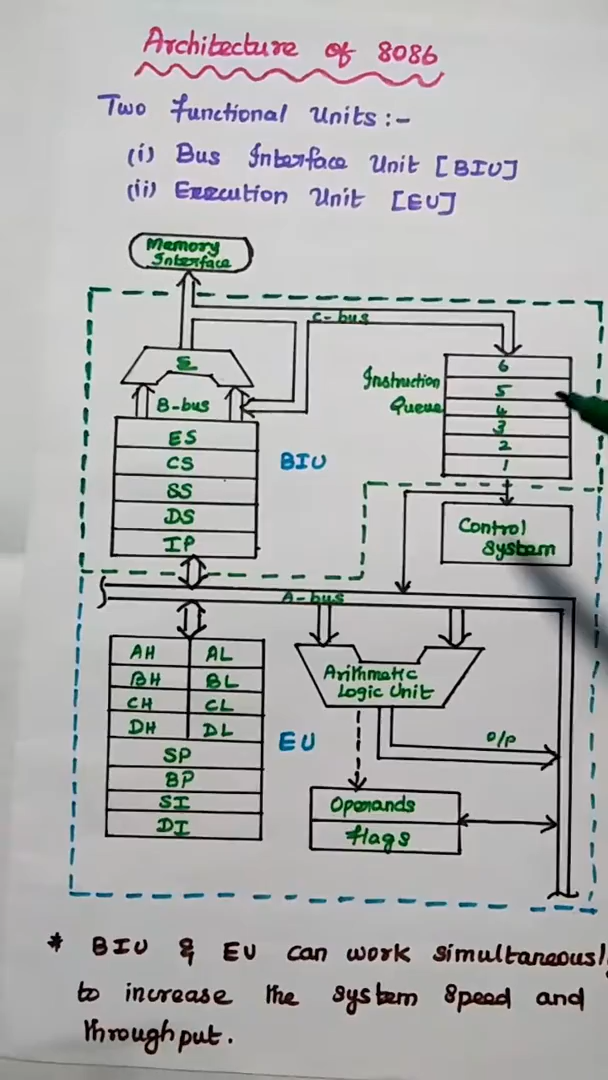 Architecture of 8086
Two Functional Units:-
(i) Bus Interface Unit [BIU]
(ii) Execution Unit [EU]
Memory
Interface
C-bus
Σ
B-bus
Instruction
Queue
6
5
4
3
2
1
ES
CS
SS
DS
IP
BIU
Control
System
A-bus
AH AL
BH BL
CH CL
DH DL
SP
BP
SI
DI
EU
Arithmatic
Logic Unit
O/P
Operands
flags
* BIU & EU can work simultaneously
to increase the system speed and
throughput.